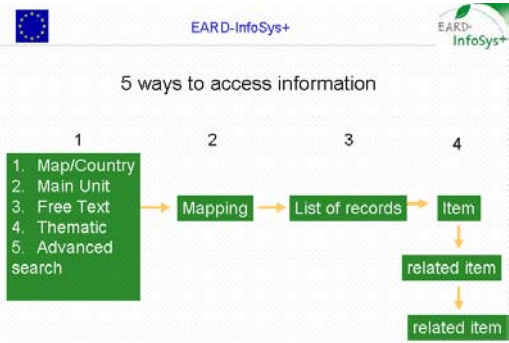 EARD-InfoSys+
EARD-
InfoSys+
5 ways to access information
1 2 3 4
1. Map/Country
2. Main Unit
3. Free Text
4. Thematic
5. Advanced
search
Mapping
List of records
Item
related item
related item